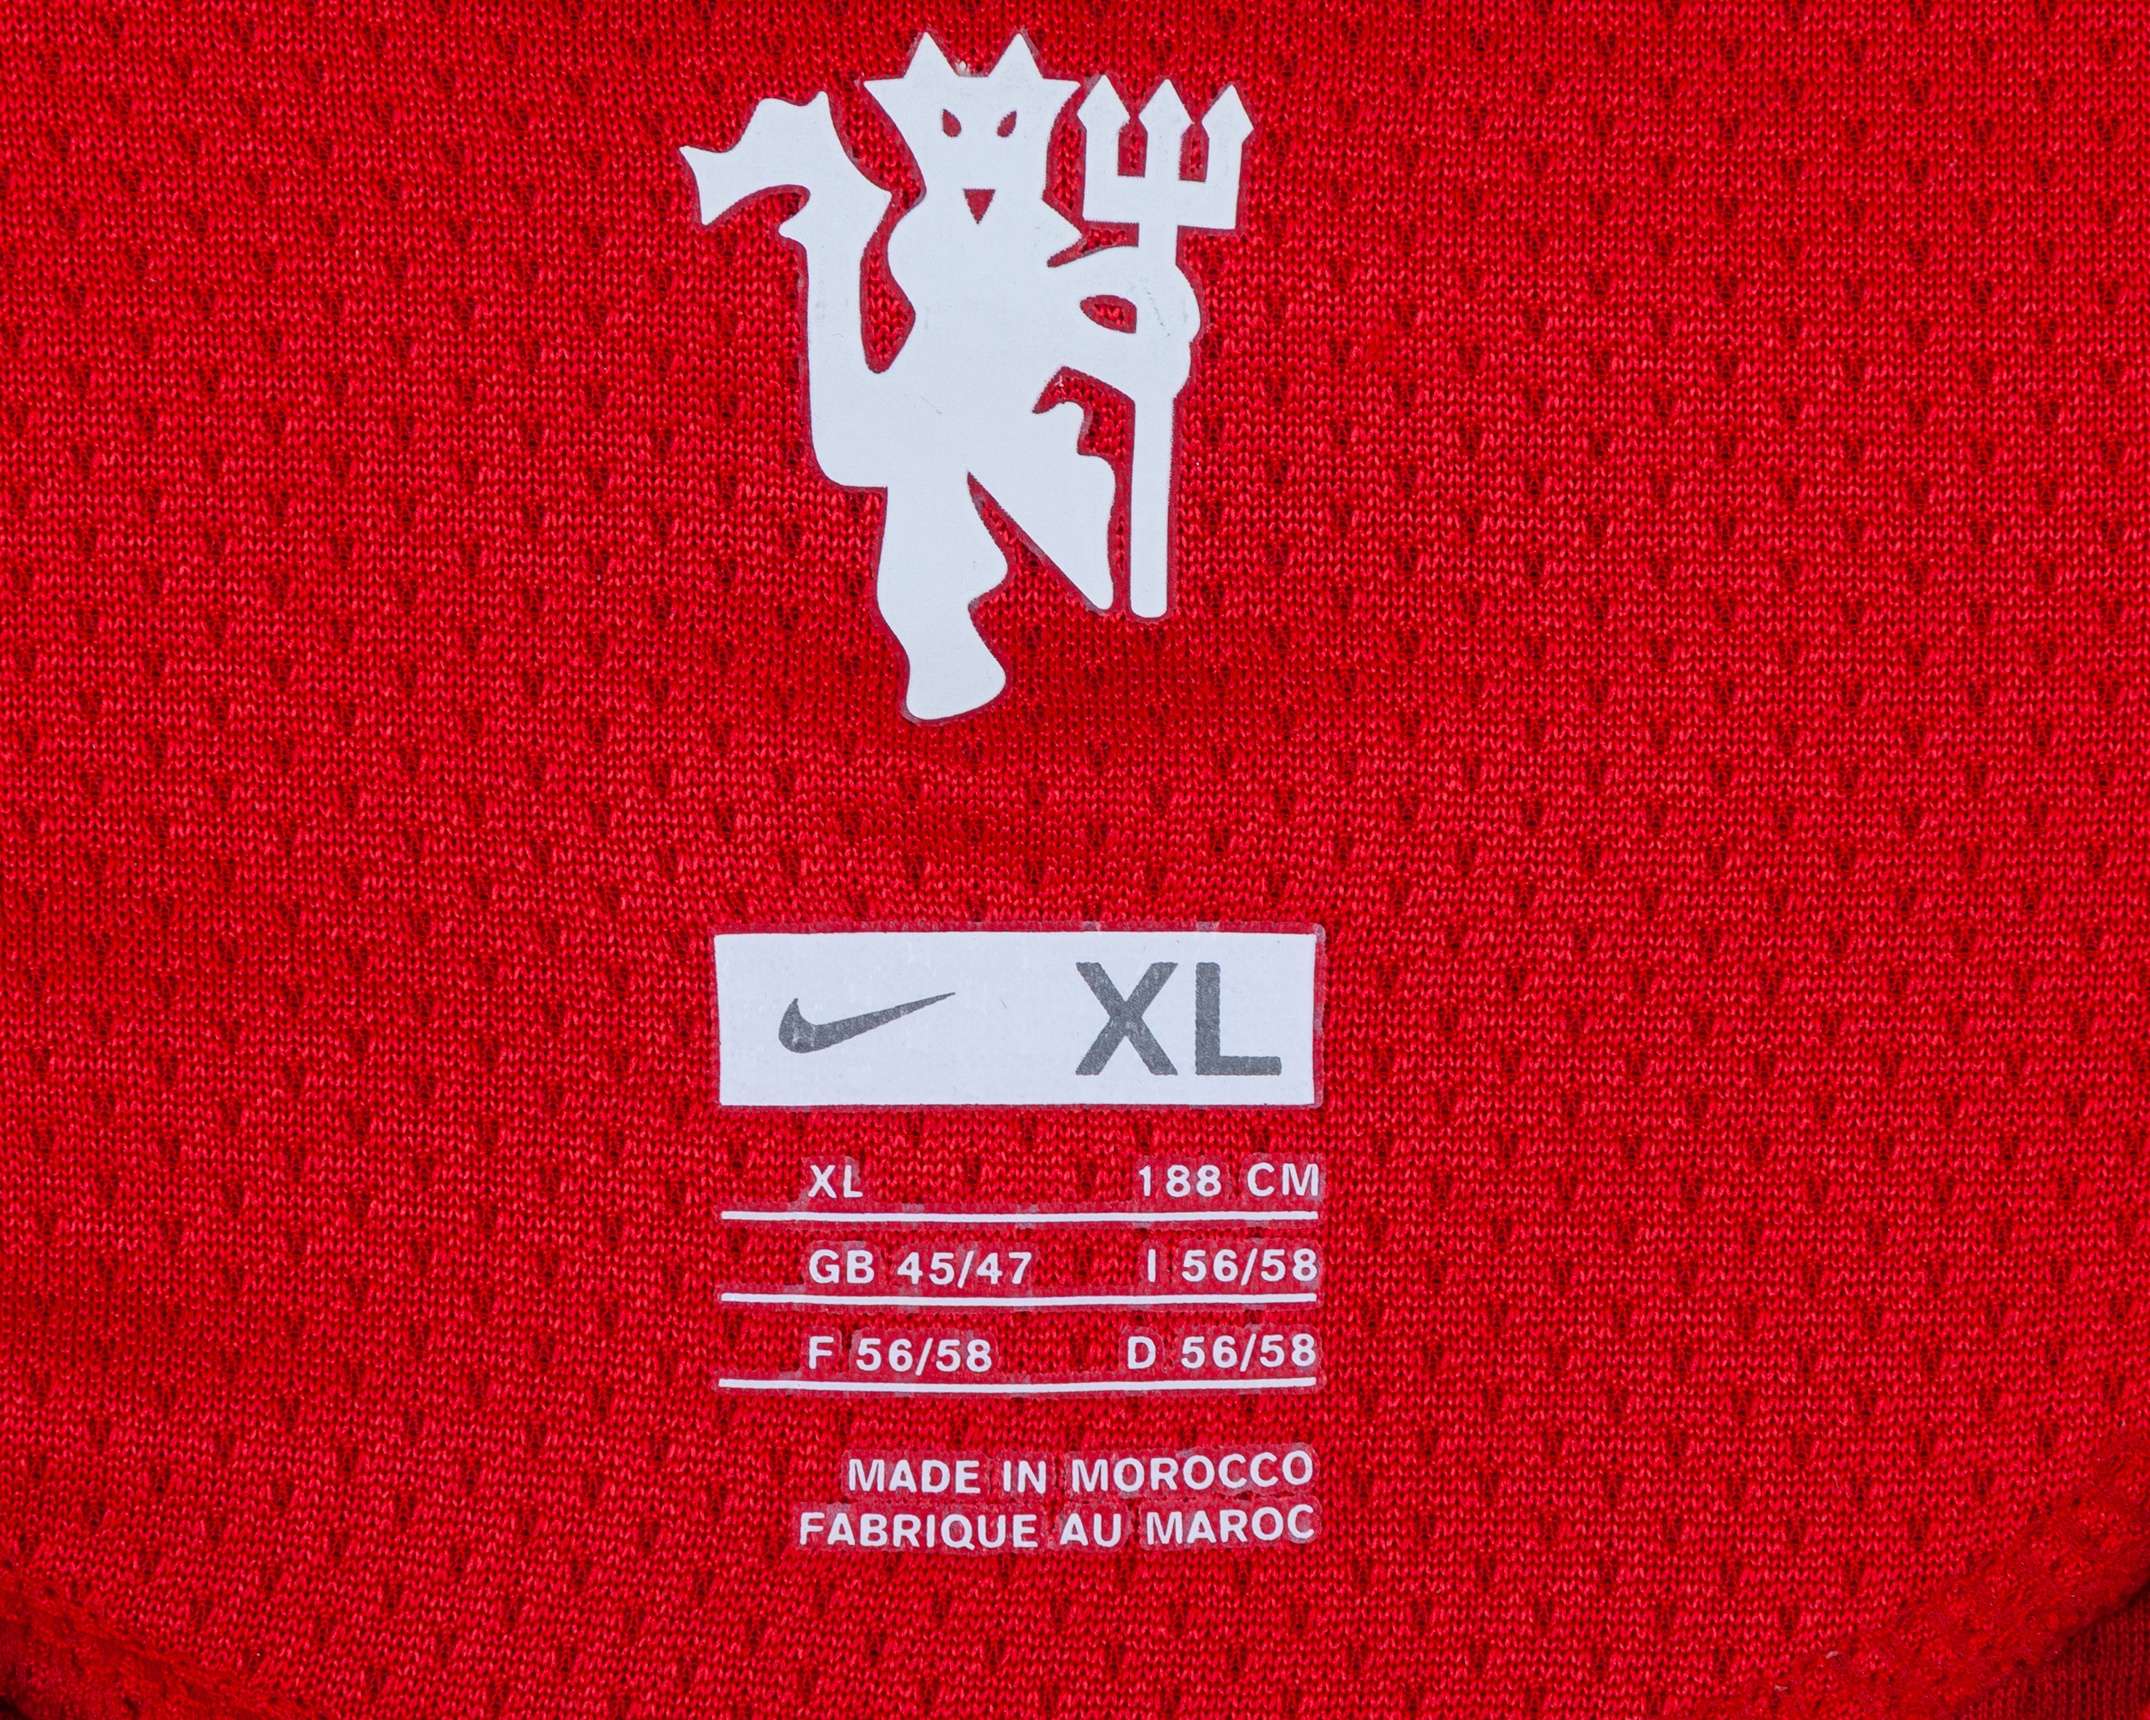 XL
XL 188 CM
GB 45/47 I 56/58
F 56/58 D 56/58
MADE IN MOROCCO
FABRIQUE AU MAROC